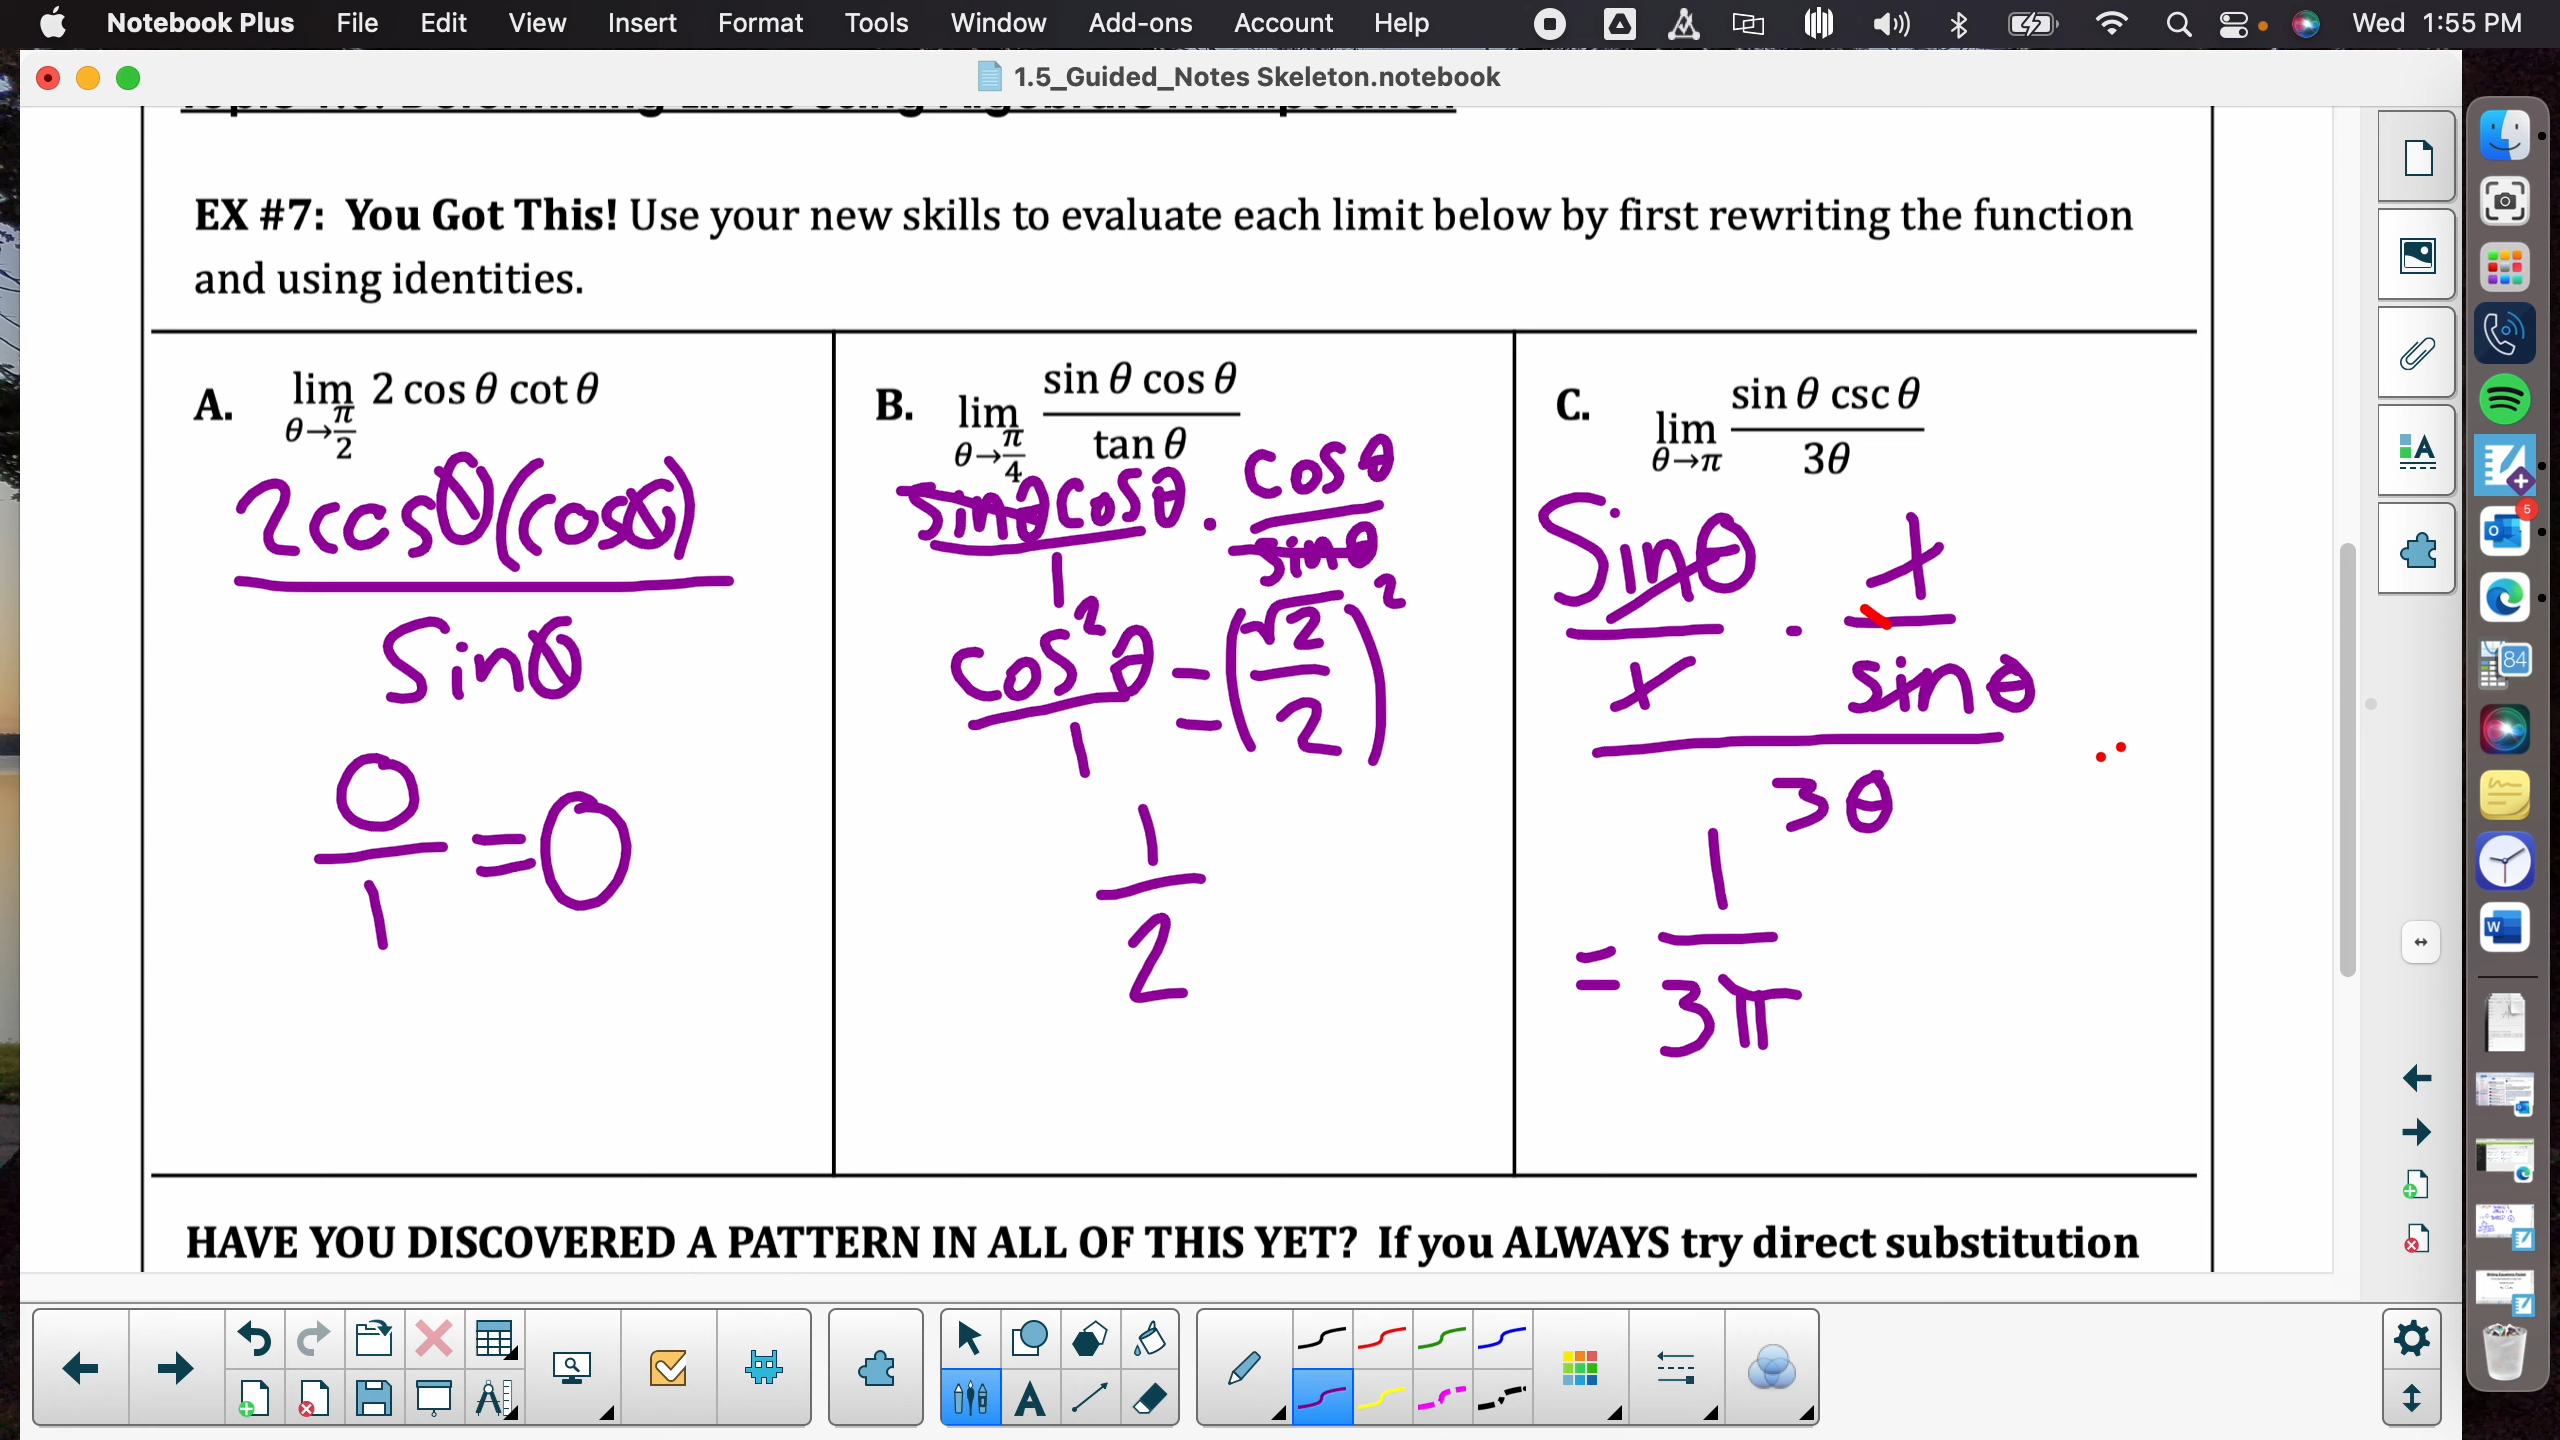 Notebook Plus File Edit View Insert Format Tools Window Add-ons Account Help Wed 1:55 PM
1.5_Guided_Notes Skeleton.notebook
EX #7: You Got This! Use your new skills to evaluate each limit below by first rewriting the function
and using identities.
A. lim θ→π/2 2 cos θ cot θ
2cosθ(cosθ)
sinθ
0/1 = 0
B. lim θ→π/4 sin θ cos θ / tan θ
sinθcosθ/1 · cosθ/sinθ
cos²θ/1 = (√2/2)²
1/2
C. lim θ→π sin θ csc θ / 3θ
Sinθ/1 · 1/sinθ
3θ
= 1/3π
HAVE YOU DISCOVERED A PATTERN IN ALL OF THIS YET? If you ALWAYS try direct substitution
5
84
A
A
W